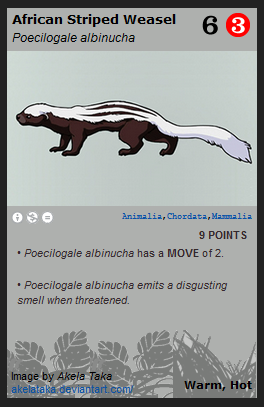 African Striped Weasel 6 3
Poecilogale albinucha
Animalia,Chordata,Mammalia
9 POINTS
• Poecilogale albinucha has a MOVE of 2.
• Poecilogale albinucha emits a disgusting
smell when threatened.
Image by Akela Taka
akelataka.deviantart.com/
Warm, Hot